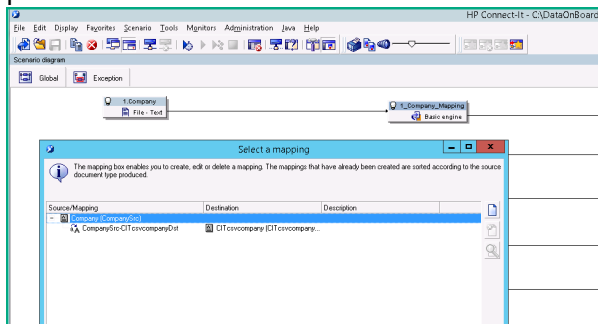 HP Connect-It - C:\DataOnBoard
File Edit Display Favorites Scenario Tools Monitors Administration Java Help
Scenario diagram
Global Exception
1.Company
File - Text
1_Company_Mapping
Basic engine
Select a mapping
The mapping box enables you to create, edit or delete a mapping. The mappings that have already been created are sorted according to the source
document type produced.
Source/Mapping Destination Description
Company (CompanySrc)
CompanySrc-CITcsvcompanyDst CITcsvcompany (CITcsvcompany...